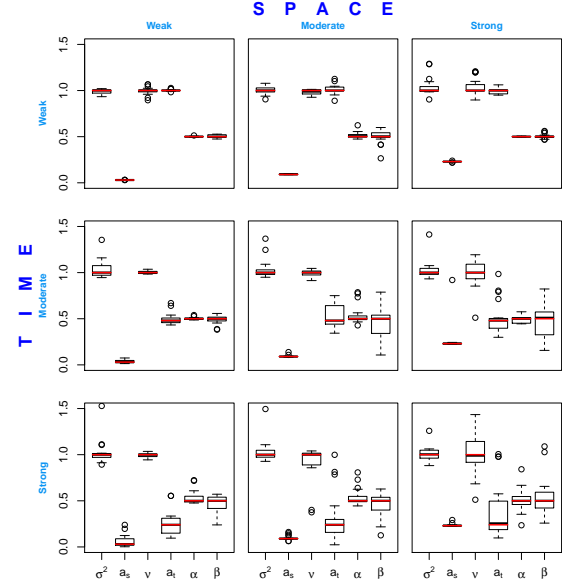 S P A C E
Weak Moderate Strong
T I M E
Weak
0.0 0.5 1.0 1.5
Moderate
0.0 0.5 1.0 1.5
Strong
0.0 0.5 1.0 1.5
σ² aₛ ν aₜ α β σ² aₛ ν aₜ α β σ² aₛ ν aₜ α β